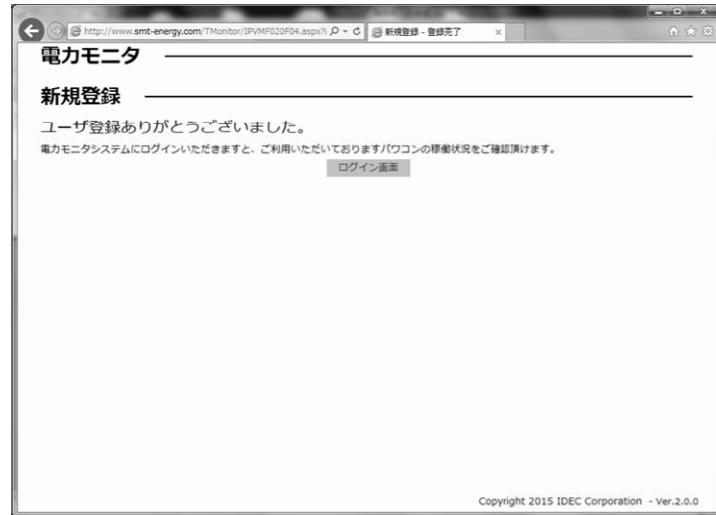 http://www.smt-energy.com/TMonitor/IPVMF020F04.aspx?i
新規登録 - 登録完了
電力モニタ
新規登録
ユーザ登録ありがとうございました。
電力モニタシステムにログインいただきますと、ご利用いただいておりますパワコンの稼働状況をご確認頂けます。
ログイン画面
Copyright 2015 IDEC Corporation - Ver.2.0.0